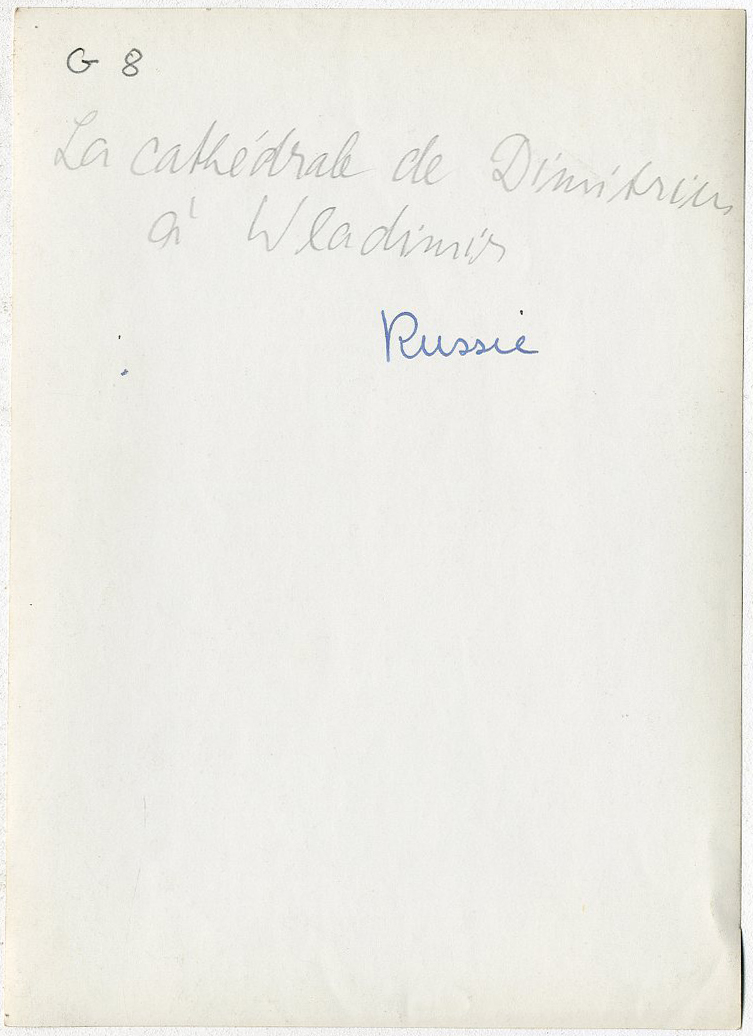 G 8
La cathédrale de Dimitrius
à Wladimir
Russie